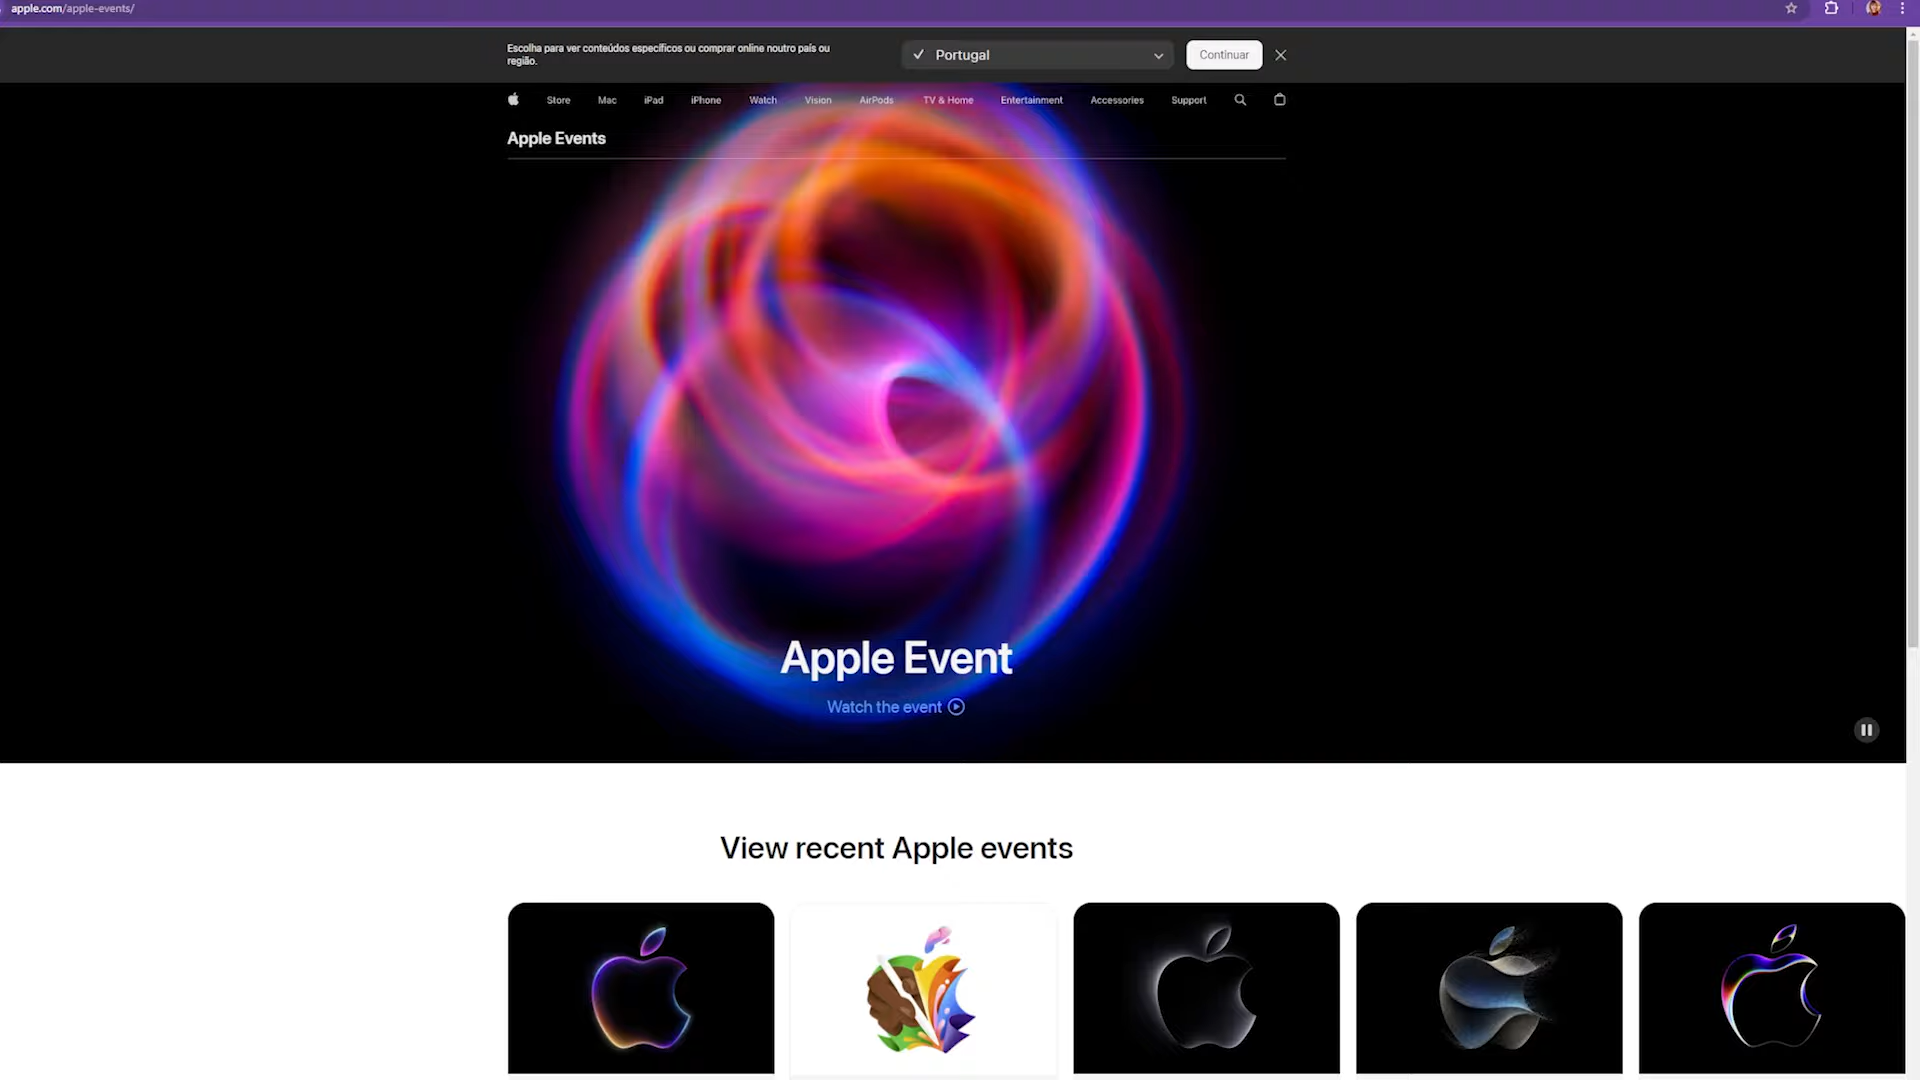 apple.com/apple-events/
Escolha para ver conteúdos específicos ou comprar online noutro país ou
região.
Portugal
Continuar
Store Mac iPad iPhone Watch Vision AirPods TV & Home Entertainment Accessories Support
Apple Events
Apple Event
Watch the event
View recent Apple events